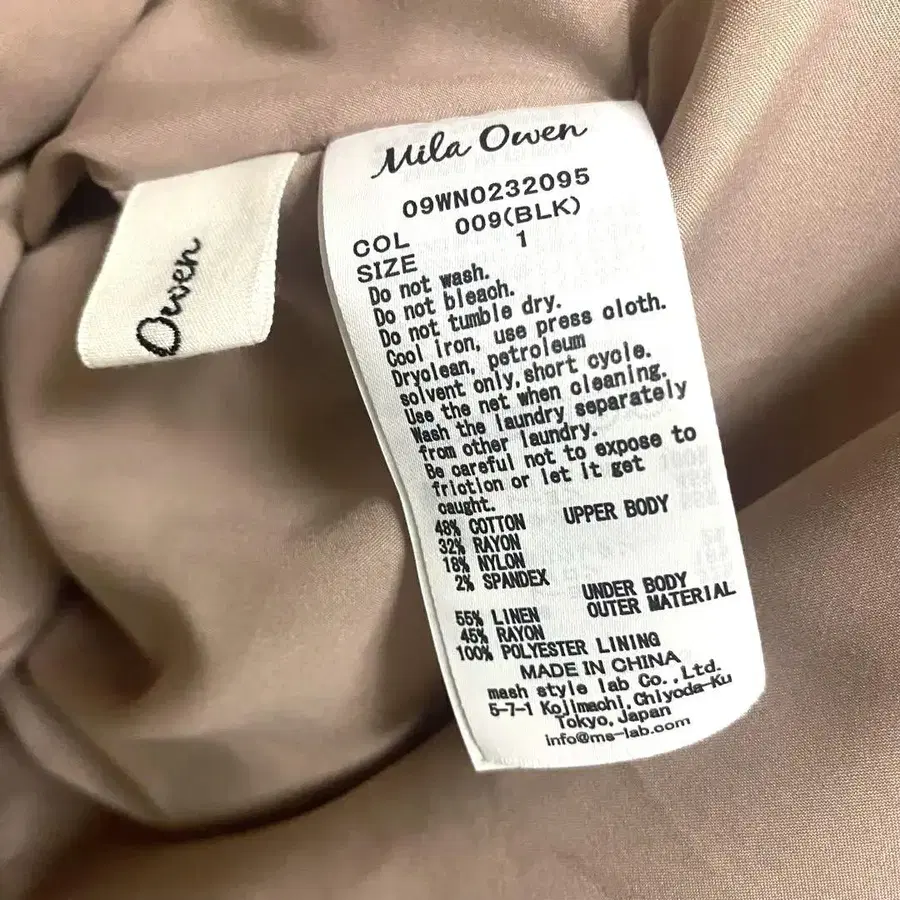 Owen
Mila Owen
09WN0232095
COL 009(BLK)
SIZE 1
Do not wash.
Do not bleach.
Do not tumble dry.
Cool iron, use press cloth.
Dryclean, petroleum
solvent only, short cycle.
Use the net when cleaning.
Wash the laundry separately
from other laundry.
Be careful not to expose to
friction or let it get
caught.
48% COTTON UPPER BODY
32% RAYON
18% NYLON
2% SPANDEX
UNDER BODY
55% LINEN OUTER MATERIAL
45% RAYON
100% POLYESTER LINING
MADE IN CHINA
mash style lab Co.,Ltd.
5-7-1 Kojimachi, Chiyoda-Ku
Tokyo, Japan
info@ms-lab.com